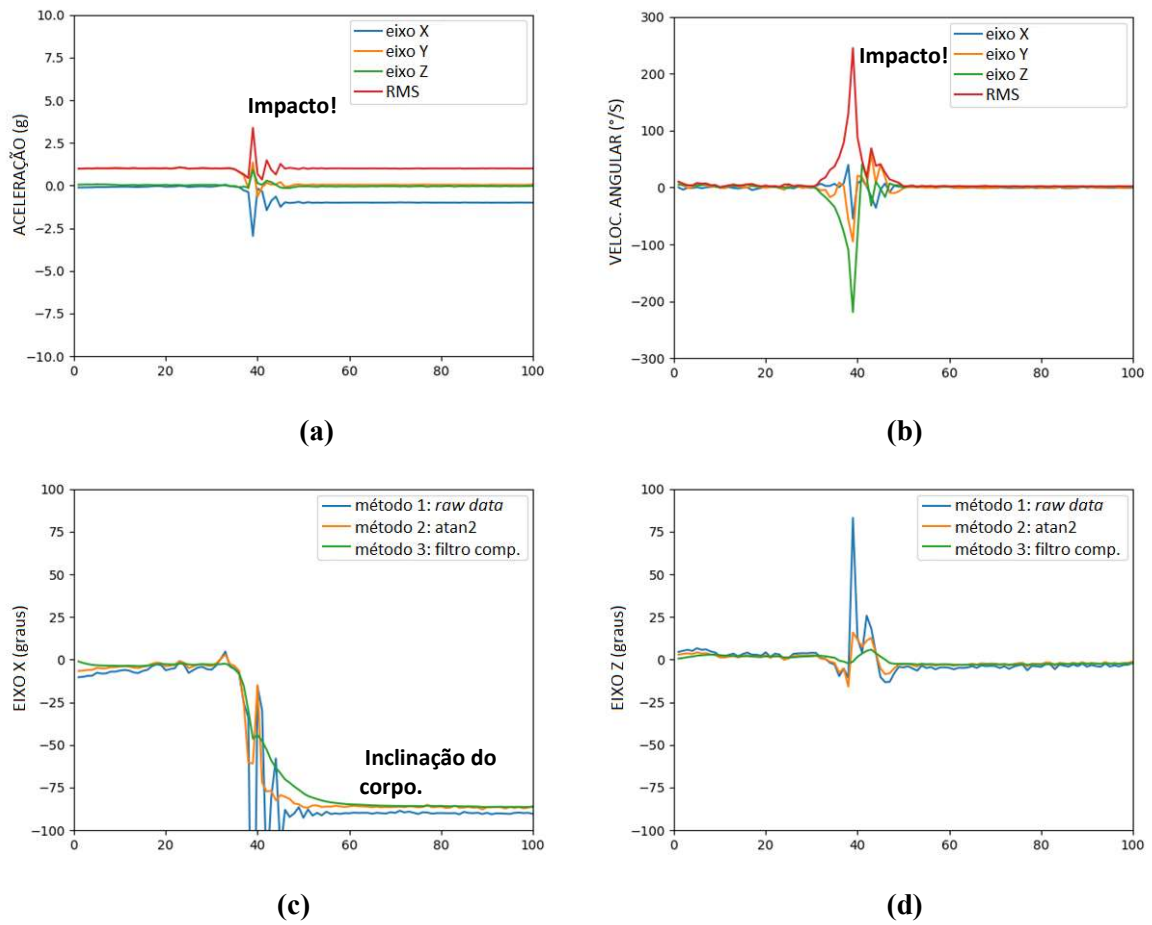 10.0
7.5
5.0
2.5
0.0
−2.5
−5.0
−7.5
−10.0
ACELERAÇÃO (g)
eixo X
eixo Y
eixo Z
RMS
Impacto!
0 20 40 60 80 100
(a)
300
200
100
0
−100
−200
−300
VELOC. ANGULAR (°/S)
eixo X
eixo Y
eixo Z
RMS
Impacto!
0 20 40 60 80 100
(b)
100
75
50
25
0
−25
−50
−75
−100
EIXO X (graus)
método 1: raw data
método 2: atan2
método 3: filtro comp.
Inclinação do
corpo.
0 20 40 60 80 100
(c)
100
75
50
25
0
−25
−50
−75
−100
EIXO Z (graus)
método 1: raw data
método 2: atan2
método 3: filtro comp.
0 20 40 60 80 100
(d)